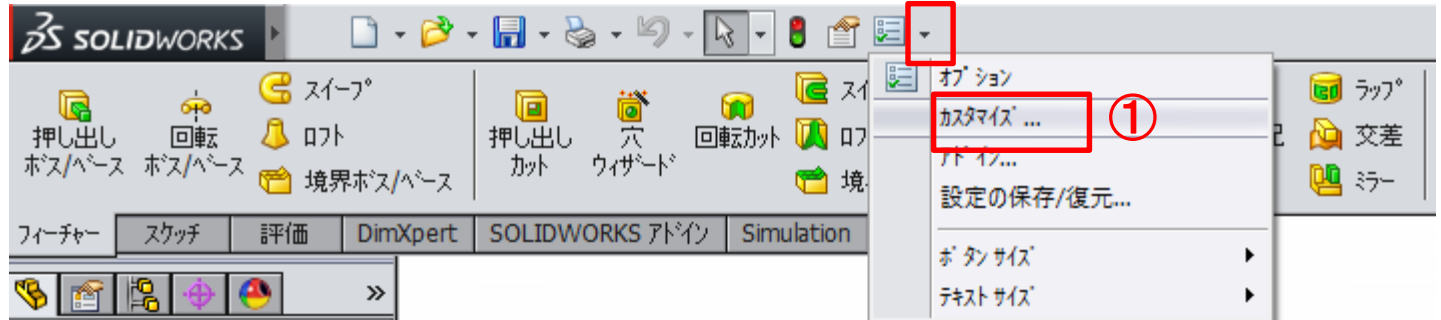 SOLIDWORKS
押し出し
ボス/ベース
回転
ボス/ベース
スイープ
ロフト
境界ボス/ベース
押し出し
カット
穴
ウィザード
回転カット
スイ
ロフ
境
オプション
カスタマイズ...
①
アドイン...
設定の保存/復元...
ボタン サイズ
テキスト サイズ
ラップ
交差
ミラー
フィーチャー
スケッチ
評価
DimXpert
SOLIDWORKS アドイン
Simulation